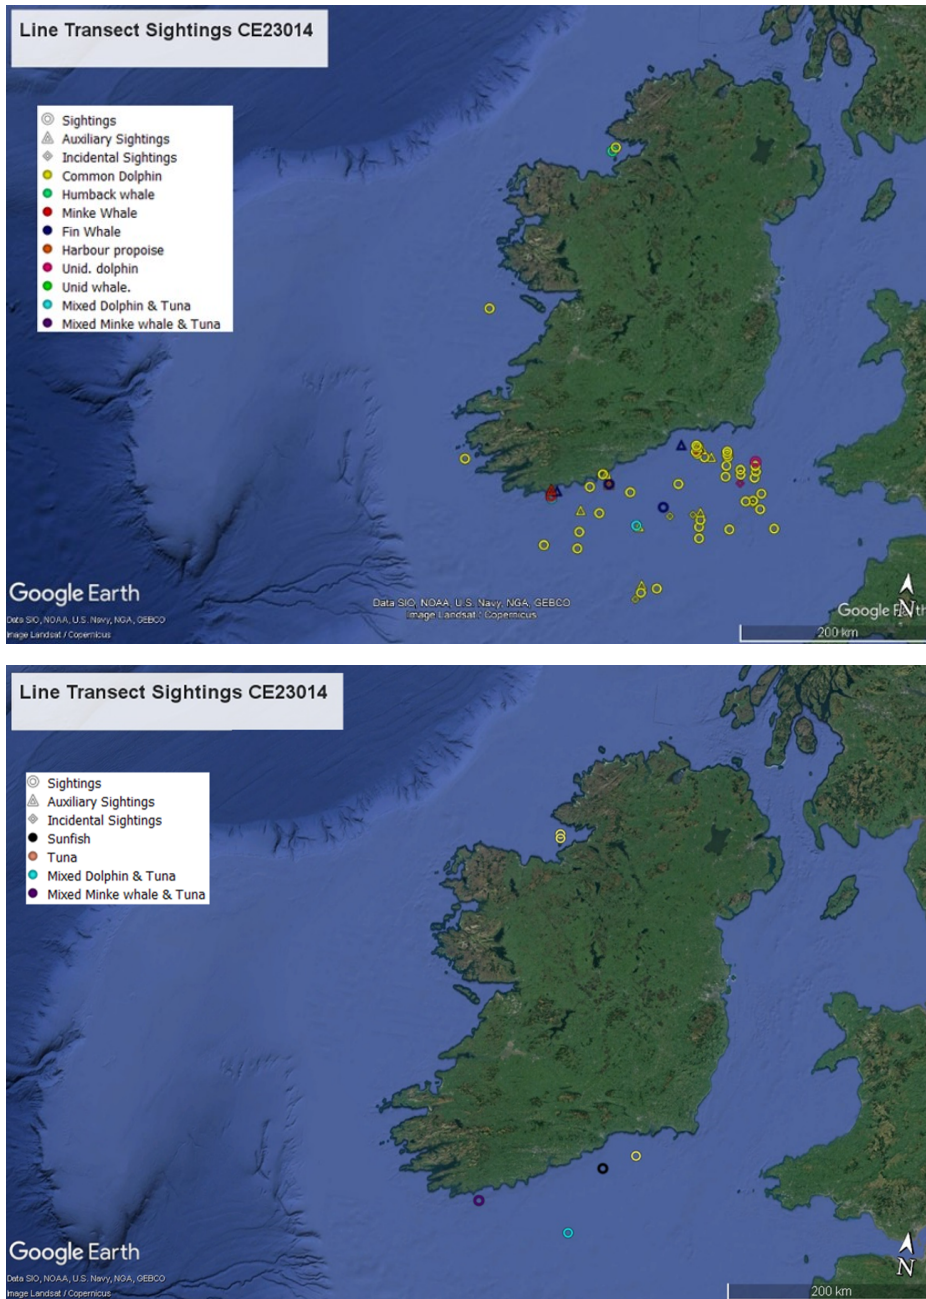 Line Transect Sightings CE23014
Sightings
Auxiliary Sightings
Incidental Sightings
Common Dolphin
Humback whale
Minke Whale
Fin Whale
Harbour propoise
Unid. dolphin
Unid whale.
Mixed Dolphin & Tuna
Mixed Minke whale & Tuna
Google Earth
Data SIO, NOAA, U.S. Navy, NGA, GEBCO
Image Landsat / Copernicus
Data SIO, NOAA, U.S. Navy, NGA, GEBCO
Image Landsat / Copernicus
N
Google Earth
200 km
Line Transect Sightings CE23014
Sightings
Auxiliary Sightings
Incidental Sightings
Sunfish
Tuna
Mixed Dolphin & Tuna
Mixed Minke whale & Tuna
Google Earth
Data SIO, NOAA, U.S. Navy, NGA, GEBCO
Image Landsat / Copernicus
N
200 km